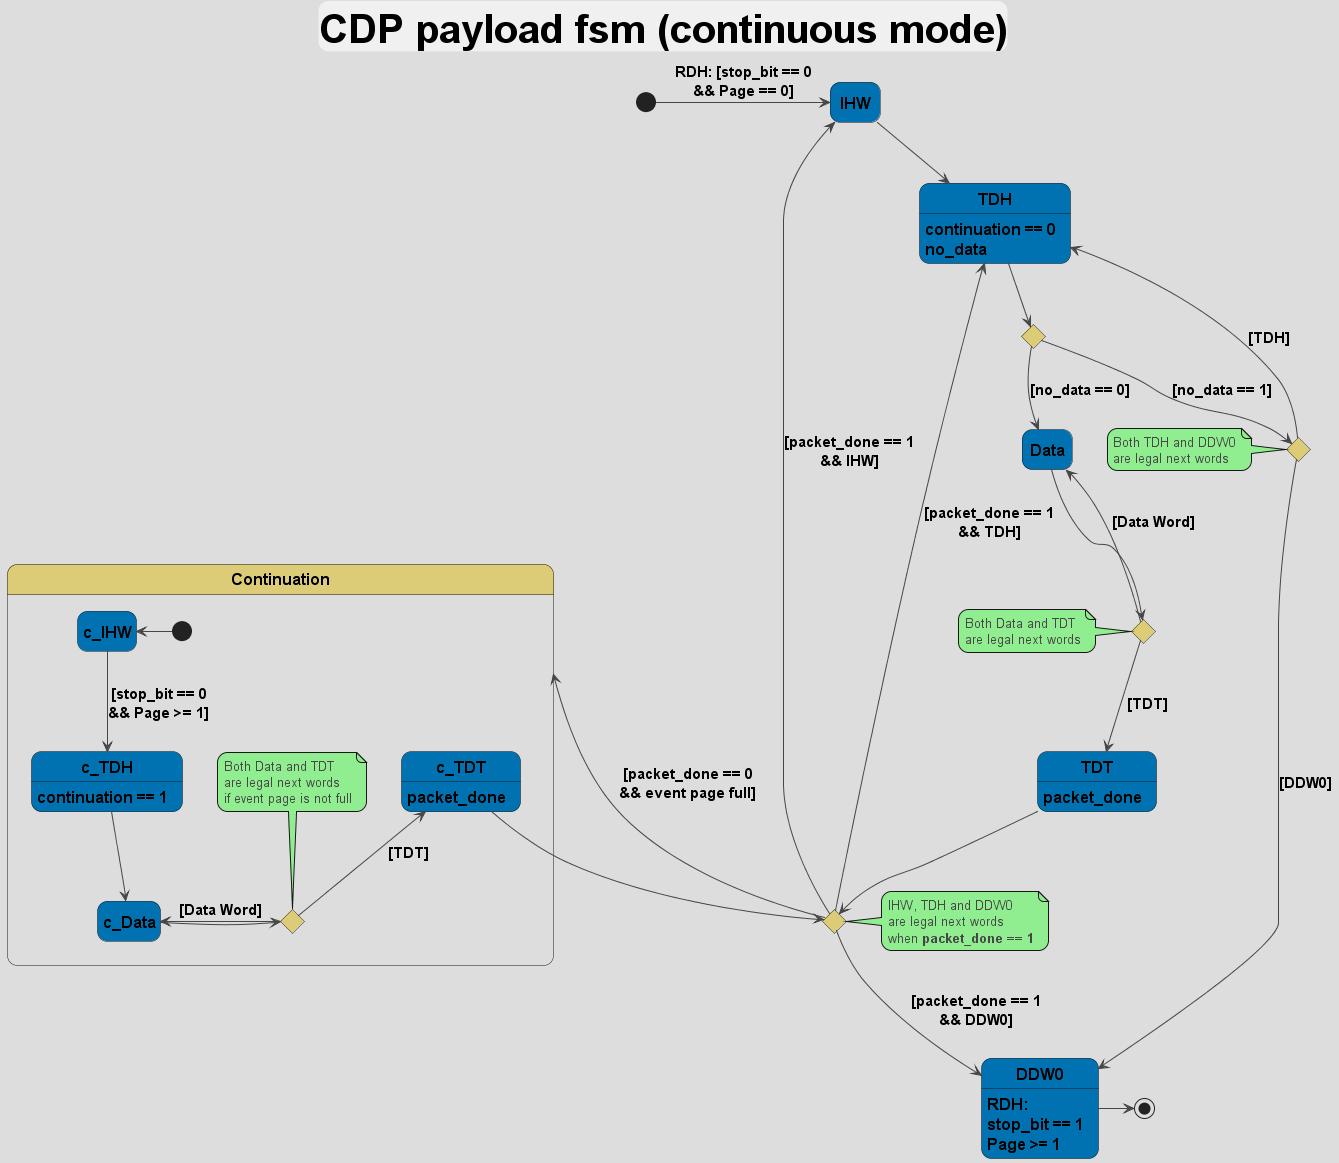 CDP payload fsm (continuous mode)
RDH: [stop_bit == 0
&& Page == 0]
IHW
TDH
continuation == 0
no_data
[TDH]
[no_data == 0]
[no_data == 1]
[packet_done == 1
&& IHW]
Data
Both TDH and DDW0
are legal next words
[packet_done == 1
&& TDH]
[Data Word]
Continuation
c_IHW
Both Data and TDT
are legal next words
[stop_bit == 0
&& Page >= 1]
[TDT]
c_TDH
continuation == 1
Both Data and TDT
are legal next words
if event page is not full
c_TDT
packet_done
[packet_done == 0
&& event page full]
TDT
packet_done
[DDW0]
[TDT]
c_Data
[Data Word]
IHW, TDH and DDW0
are legal next words
when packet_done == 1
[packet_done == 1
&& DDW0]
DDW0
RDH:
stop_bit == 1
Page >= 1